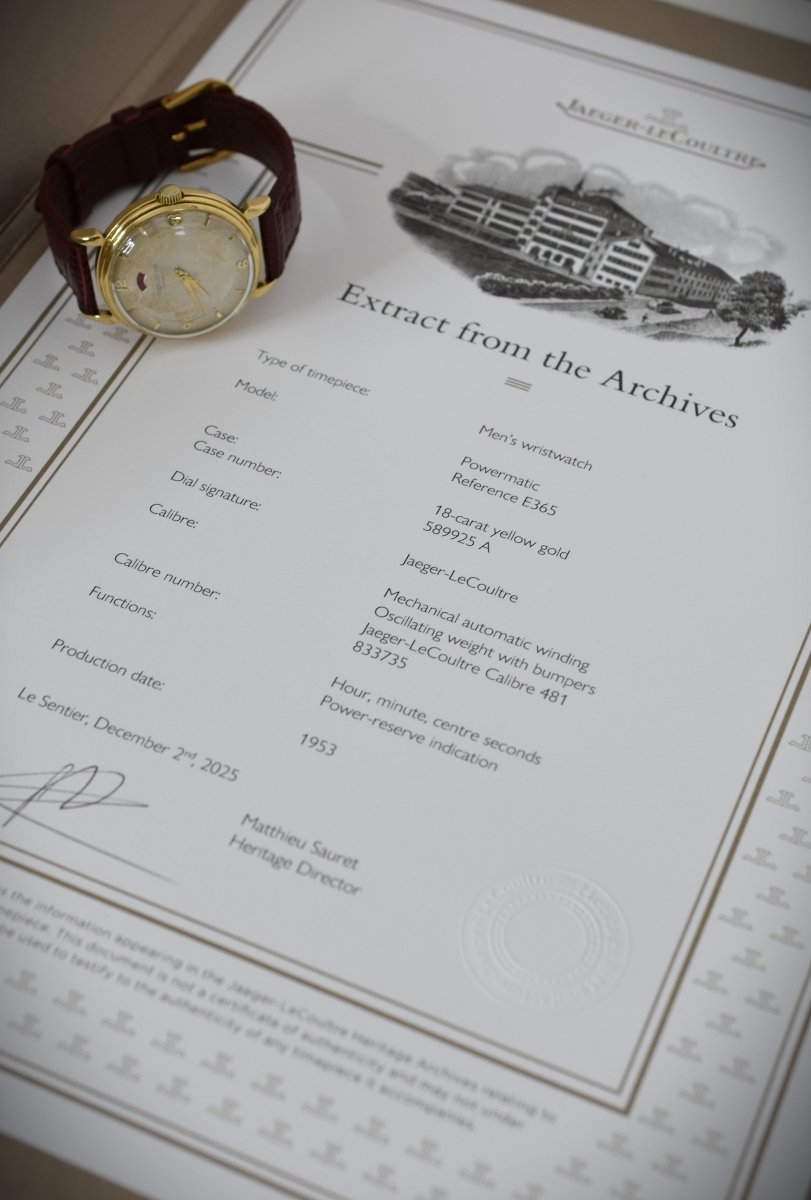 JAEGER-LECOULTRE
Extract from the Archives
Type of timepiece: Men's wristwatch
Model: Powermatic
Reference E365
Case: 18-carat yellow gold
Case number: 589925 A
Dial signature: Jaeger-LeCoultre
Calibre: Mechanical automatic winding
Oscillating weight with bumpers
Jaeger-LeCoultre Calibre 481
Calibre number: 833735
Functions: Hour, minute, centre seconds
Power-reserve indication
Production date: 1953
Le Sentier, December 2nd, 2025
Matthieu Sauret
Heritage Director
the information appearing in the Jaeger-LeCoultre Heritage Archives relating to
This document is not a certificate of authenticity and may not under
be used to testify to the authenticity of any timepiece it accompanies.